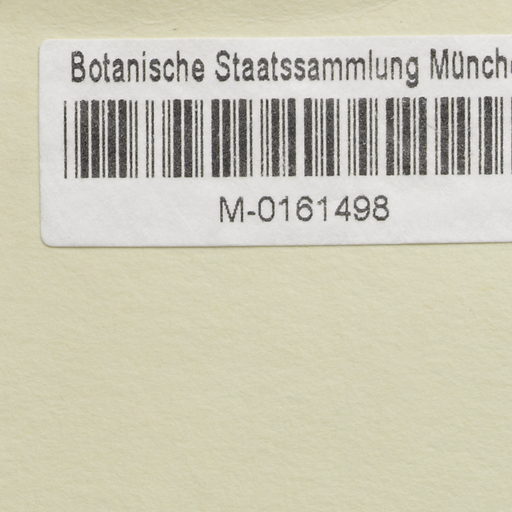 Botanische Staatssammlung Münch
M-0161498